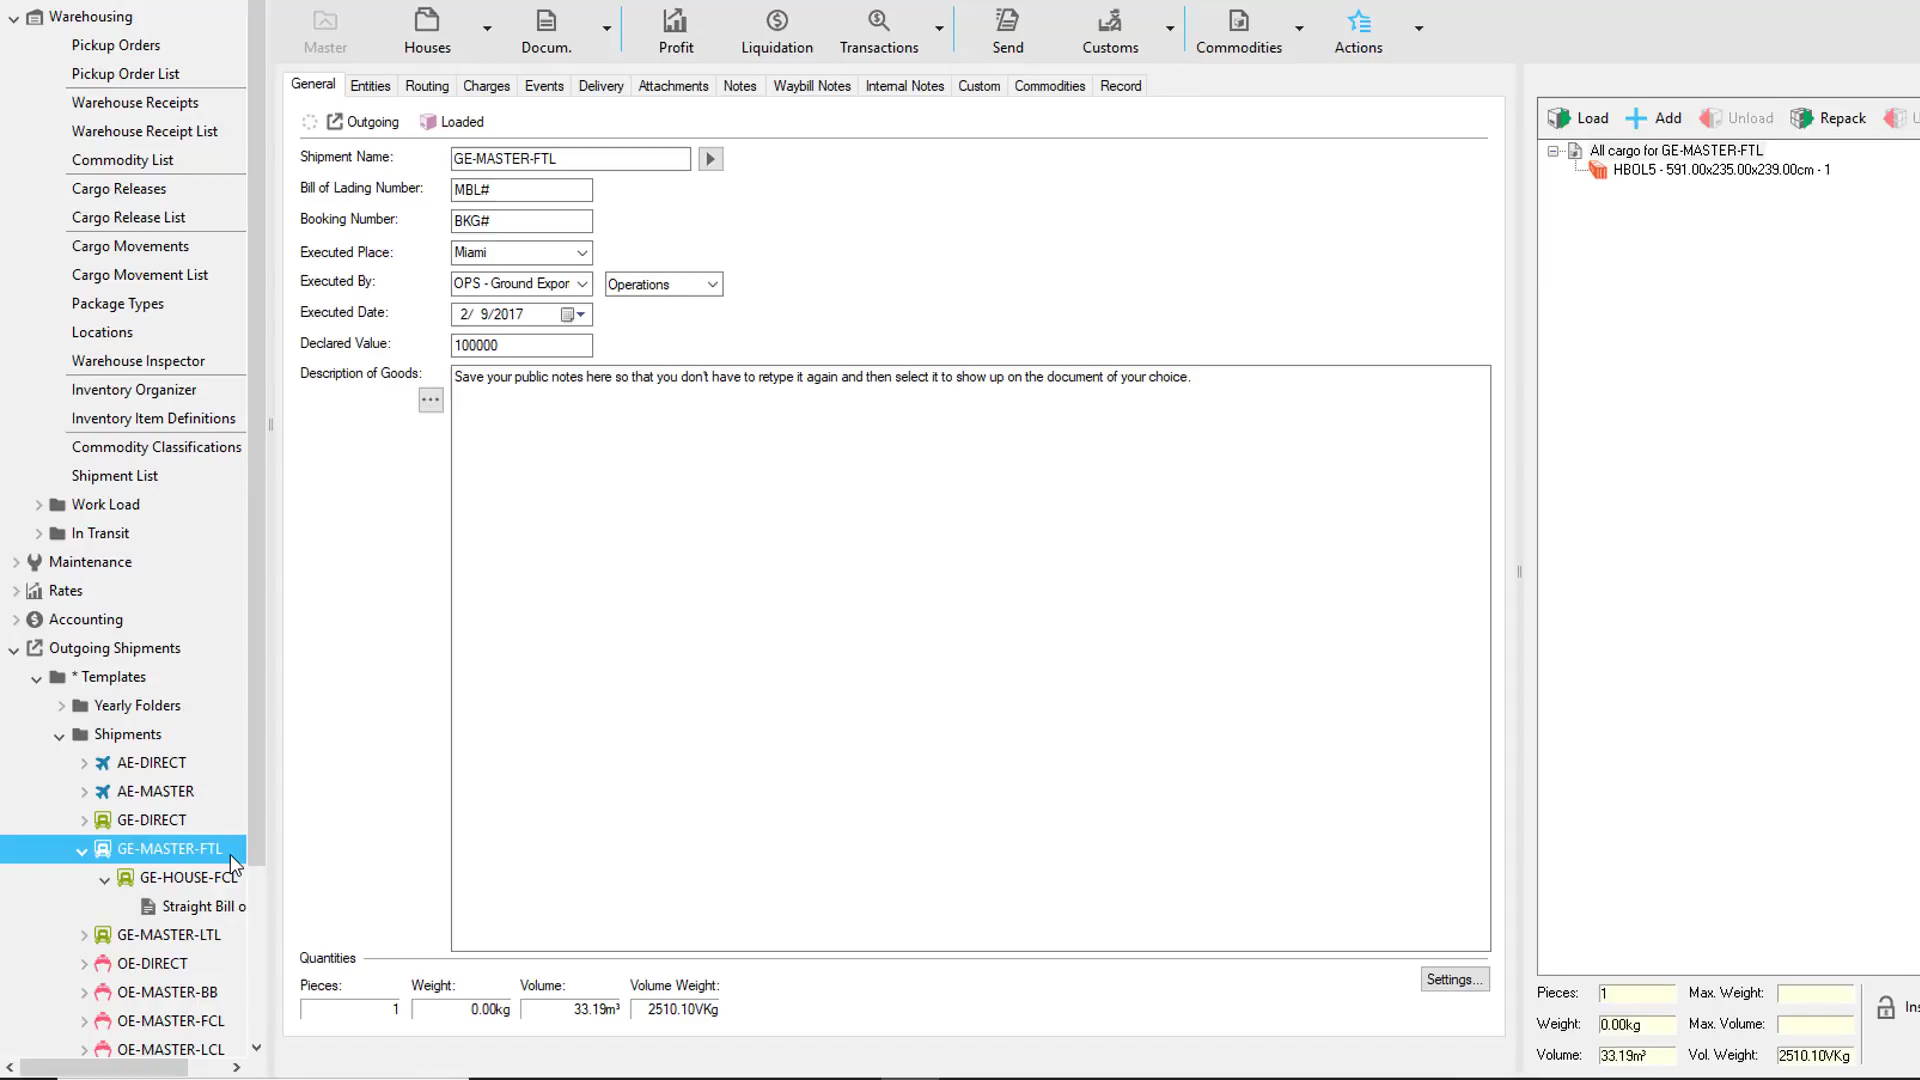 Warehousing
Pickup Orders
Pickup Order List
Warehouse Receipts
Warehouse Receipt List
Commodity List
Cargo Releases
Cargo Release List
Cargo Movements
Cargo Movement List
Package Types
Locations
Warehouse Inspector
Inventory Organizer
Inventory Item Definitions
Commodity Classifications
Shipment List
Work Load
In Transit
Maintenance
Rates
Accounting
Outgoing Shipments
* Templates
Yearly Folders
Shipments
AE-DIRECT
AE-MASTER
GE-DIRECT
GE-MASTER-FTL
GE-HOUSE-FCL
Straight Bill o
GE-MASTER-LTL
OE-DIRECT
OE-MASTER-BB
OE-MASTER-FCL
OE-MASTER-LCL
Master Houses Docum. Profit Liquidation Transactions Send Customs Commodities Actions
General Entities Routing Charges Events Delivery Attachments Notes Waybill Notes Internal Notes Custom Commodities Record
Outgoing Loaded
Shipment Name: GE-MASTER-FTL
Bill of Lading Number: MBL#
Booking Number: BKG#
Executed Place: Miami
Executed By: OPS - Ground Expor Operations
Executed Date: 2/ 9/2017
Declared Value: 100000
Description of Goods: Save your public notes here so that you don't have to retype it again and then select it to show up on the document of your choice.
...
Quantities
Pieces: Weight: Volume: Volume Weight:
1 0.00kg 33.19m³ 2510.10VKg
Settings...
Load Add Unload Repack U
All cargo for GE-MASTER-FTL
HBOL5 - 591.00x235.00x239.00cm - 1
Pieces: 1 Max. Weight:
Weight: 0.00kg Max. Volume:
Volume: 33.19m³ Vol. Weight: 2510.10VKg
Ins